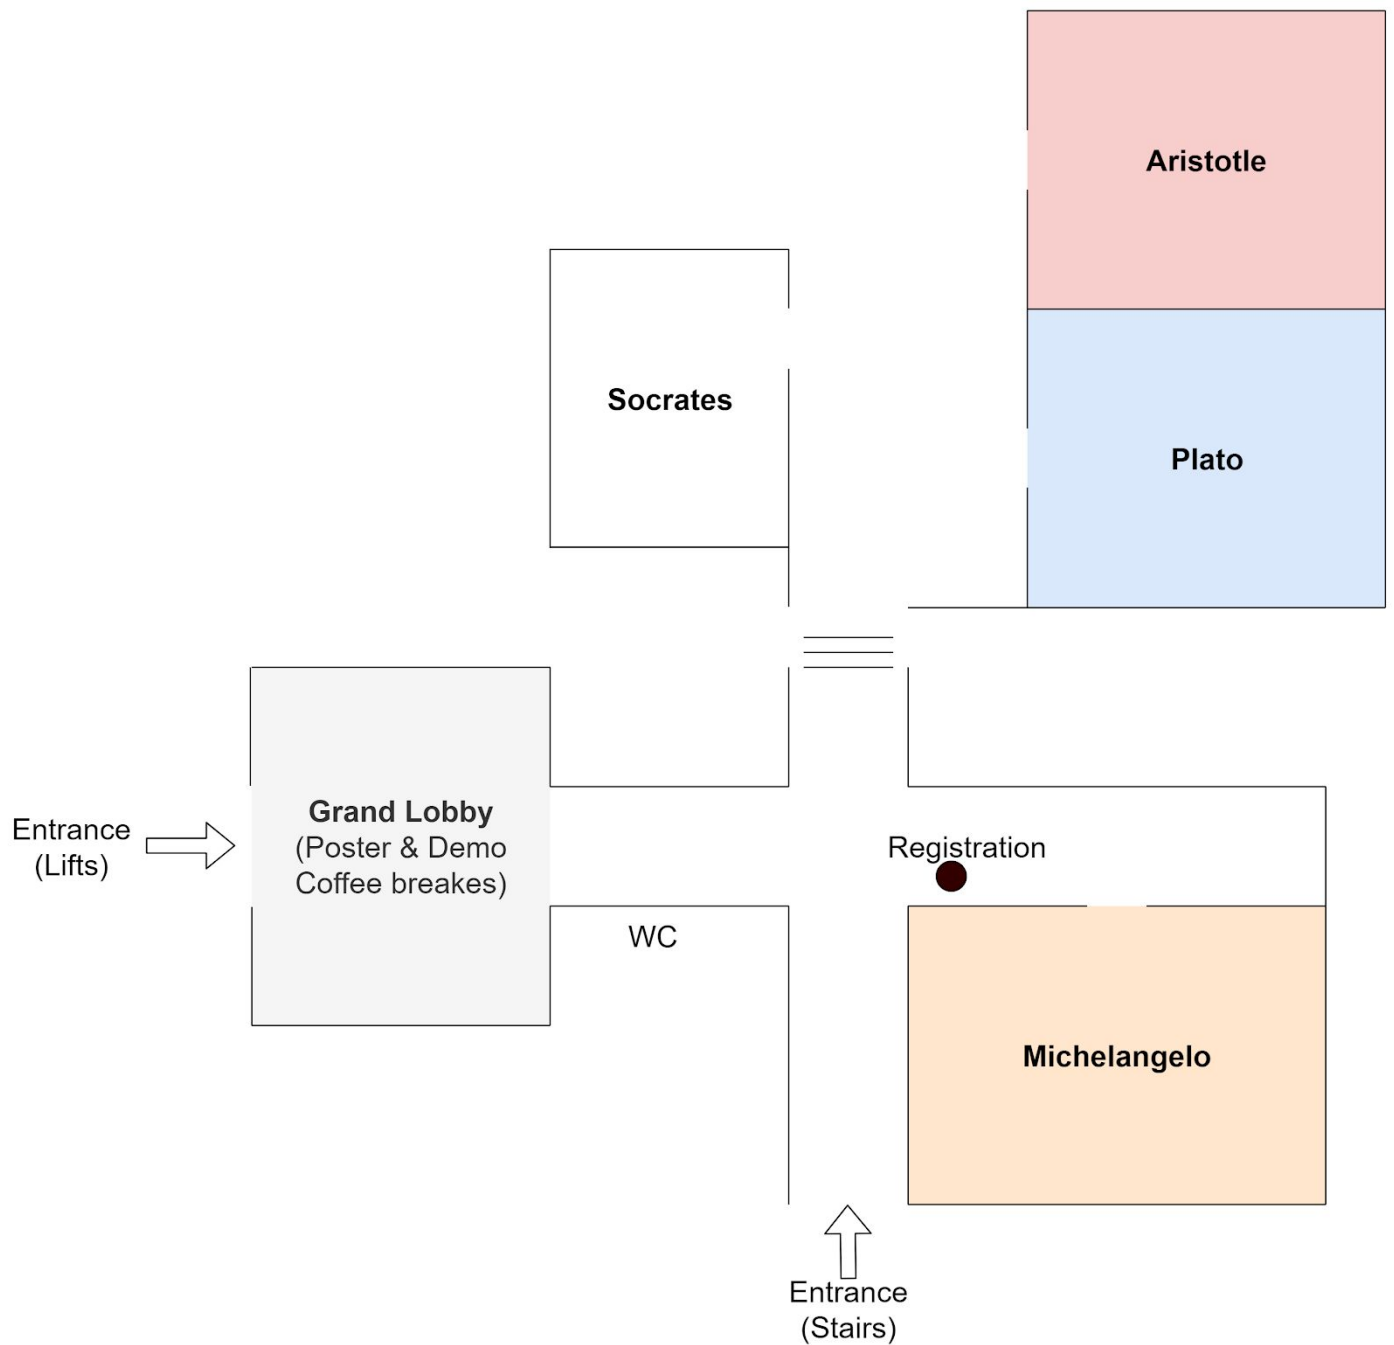 Aristotle
Socrates
Plato
Grand Lobby
(Poster & Demo
Coffee breakes)
Entrance
(Lifts)
Registration
WC
Michelangelo
Entrance
(Stairs)